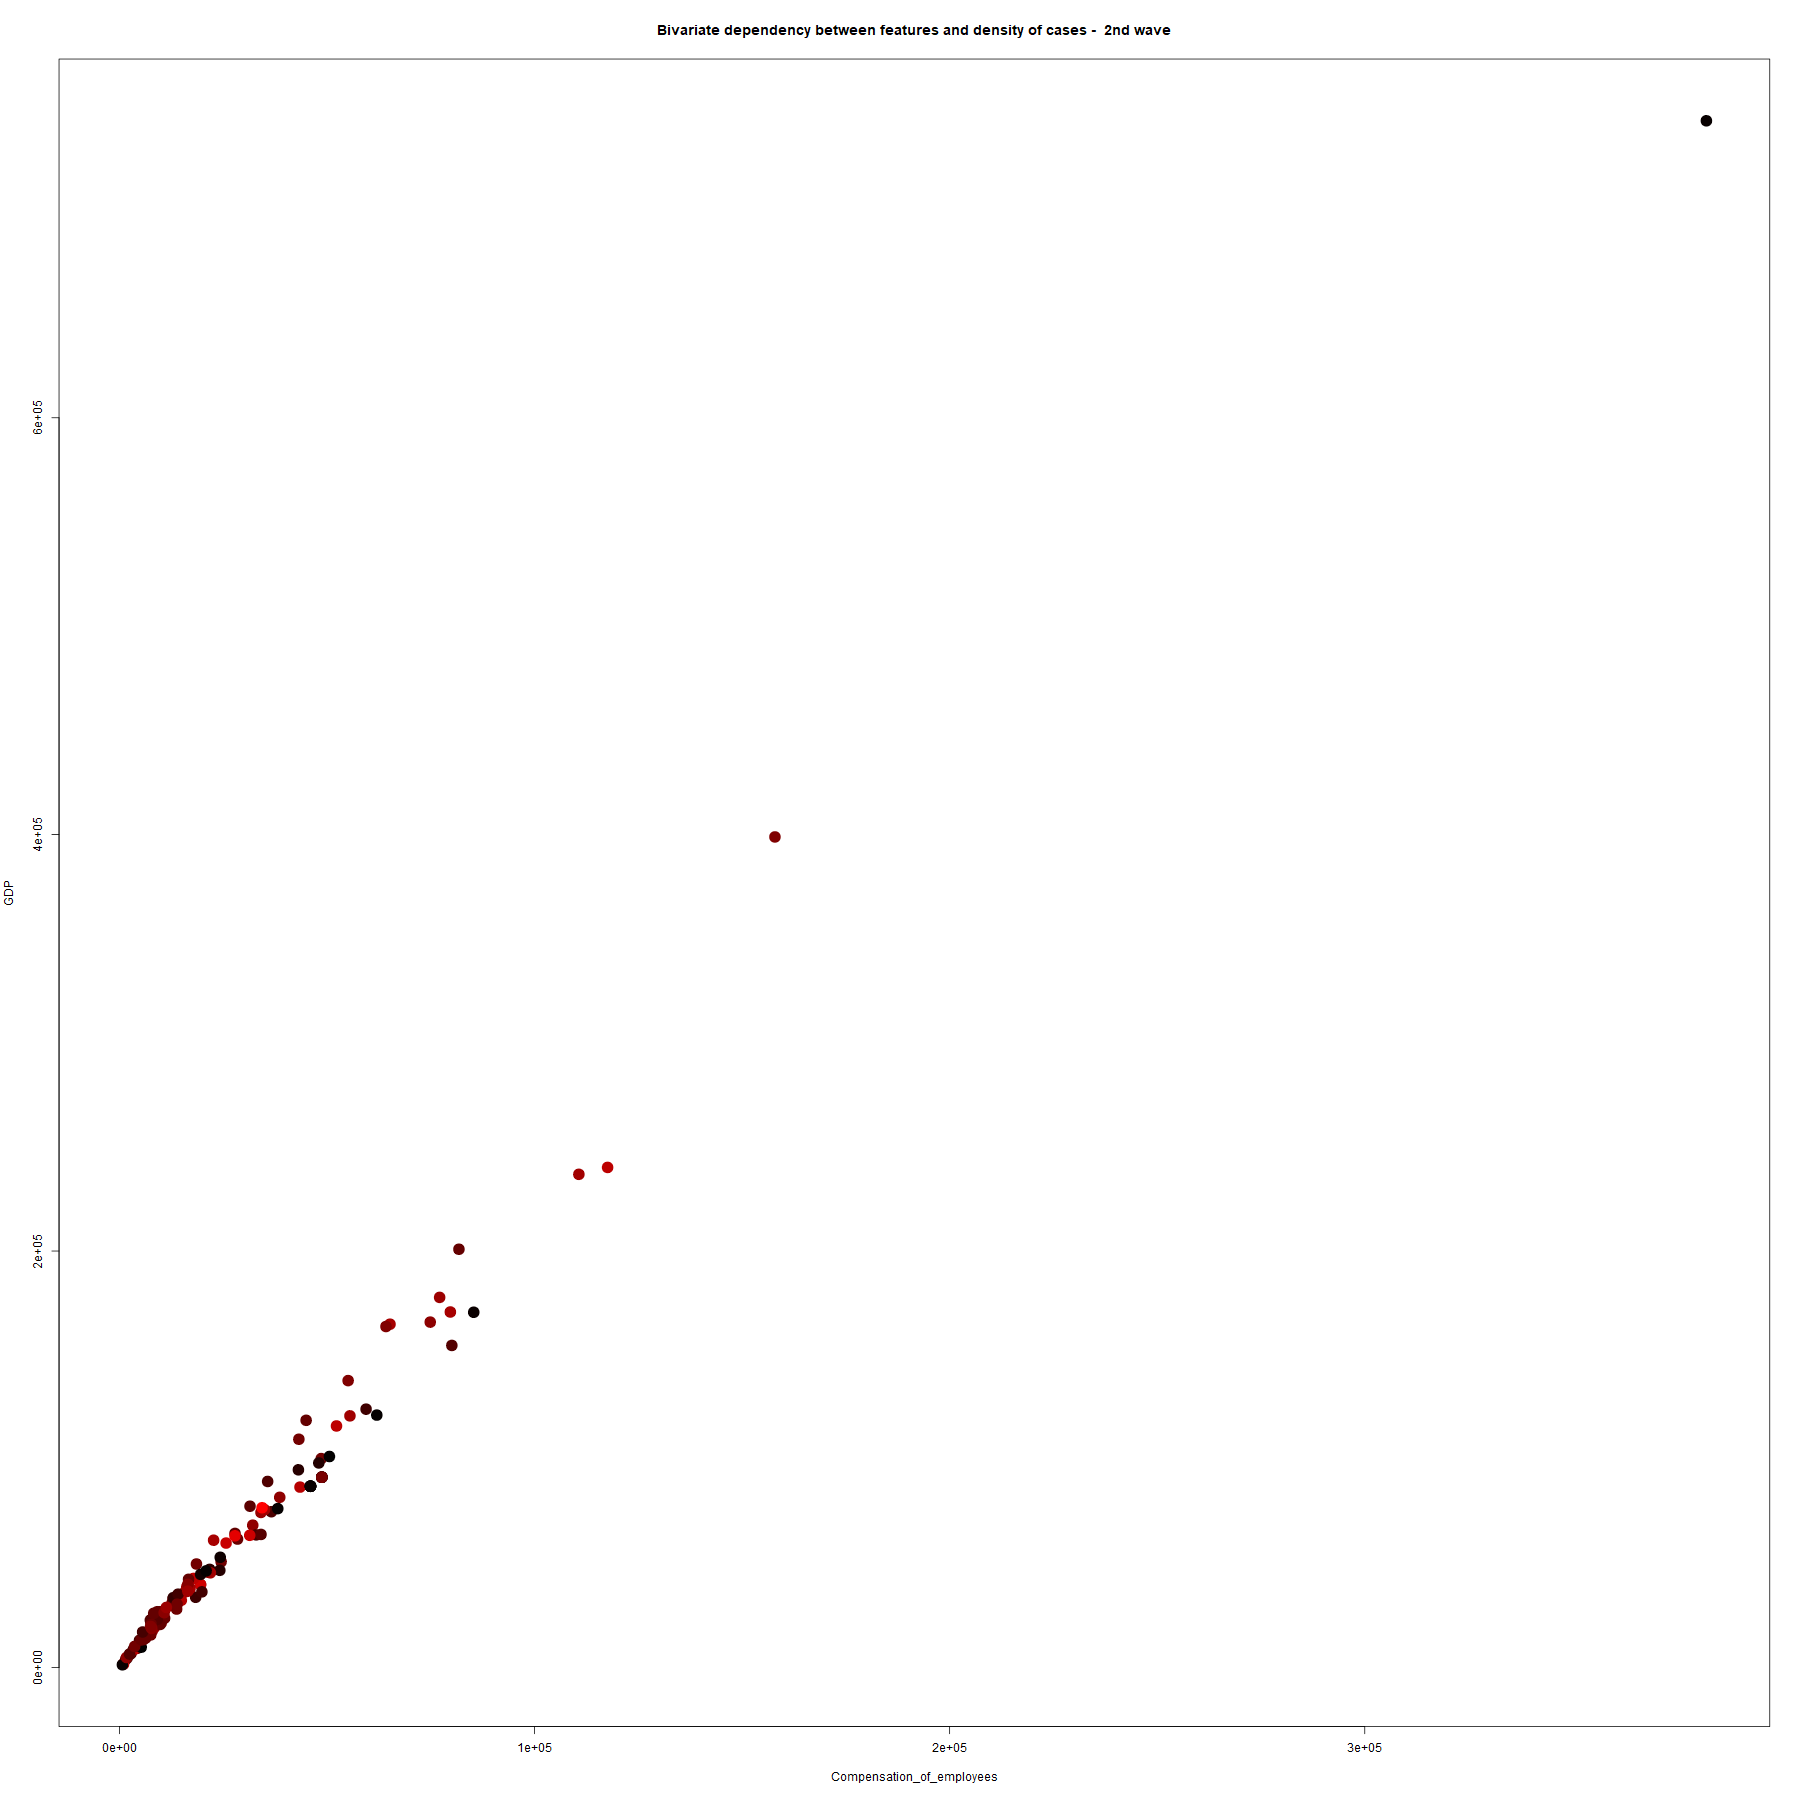 Bivariate dependency between features and density of cases -  2nd wave
6e+05
4e+05
GDP
2e+05
0e+00
0e+00 1e+05 2e+05 3e+05
Compensation_of_employees